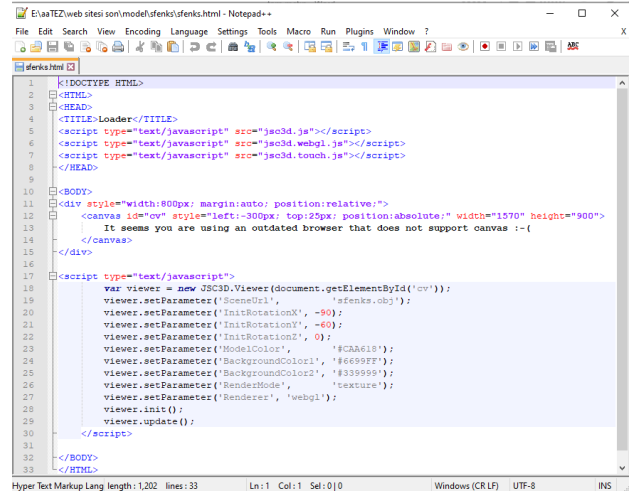 E:\aaTEZ\web sitesi son\model\sfenks\sfenks.html - Notepad++
File Edit Search View Encoding Language Settings Tools Macro Run Plugins Window ? X
ABC
sfenks.html
1 <!DOCTYPE HTML>
2 <HTML>
3 <HEAD>
4 <TITLE>Loader</TITLE>
5 <script type="text/javascript" src="jsc3d.js"></script>
6 <script type="text/javascript" src="jsc3d.webgl.js"></script>
7 <script type="text/javascript" src="jsc3d.touch.js"></script>
8 </HEAD>
9
10 <BODY>
11 <div style="width:800px; margin:auto; position:relative;">
12 <canvas id="cv" style="left:-300px; top:25px; position:absolute;" width="1570" height="900">
13 It seems you are using an outdated browser that does not support canvas :-(
14 </canvas>
15 </div>
16
17 <script type="text/javascript">
18 var viewer = new JSC3D.Viewer(document.getElementById('cv'));
19 viewer.setParameter('SceneUrl', 'sfenks.obj');
20 viewer.setParameter('InitRotationX', -90);
21 viewer.setParameter('InitRotationY', -60);
22 viewer.setParameter('InitRotationZ', 0);
23 viewer.setParameter('ModelColor', '#CAA618');
24 viewer.setParameter('BackgroundColor1', '#6699FF');
25 viewer.setParameter('BackgroundColor2', '#339999');
26 viewer.setParameter('RenderMode', 'texture');
27 viewer.setParameter('Renderer', 'webgl');
28 viewer.init();
29 viewer.update();
30 </script>
31
32 </BODY>
33 </HTML>
Hyper Text Markup Lang length : 1,202 lines : 33 Ln : 1 Col : 1 Sel : 0 | 0 Windows (CR LF) UTF-8 INS